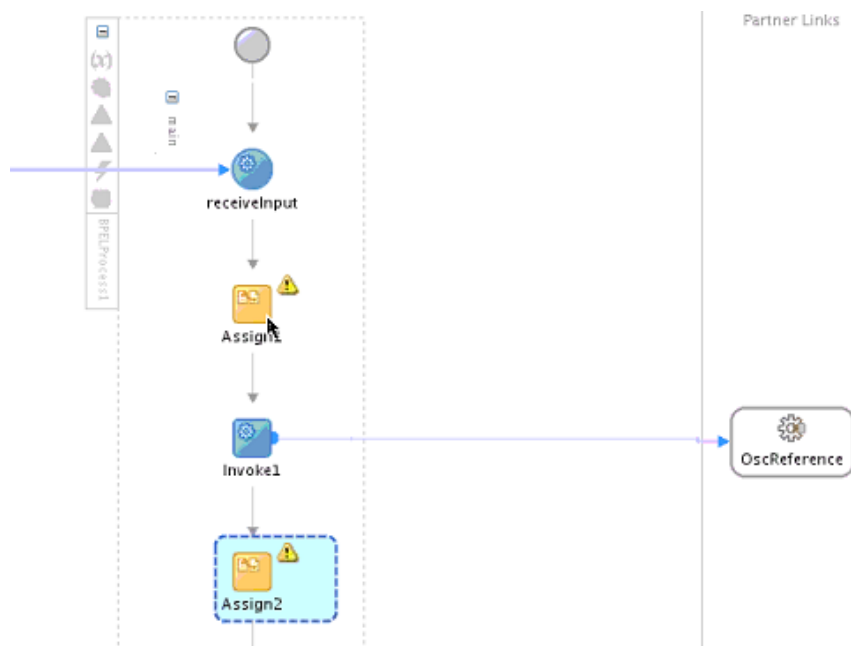 Partner Links
(x)
main
receiveInput
BPELProcess1
Assign1
Invoke1
OscReference
Assign2